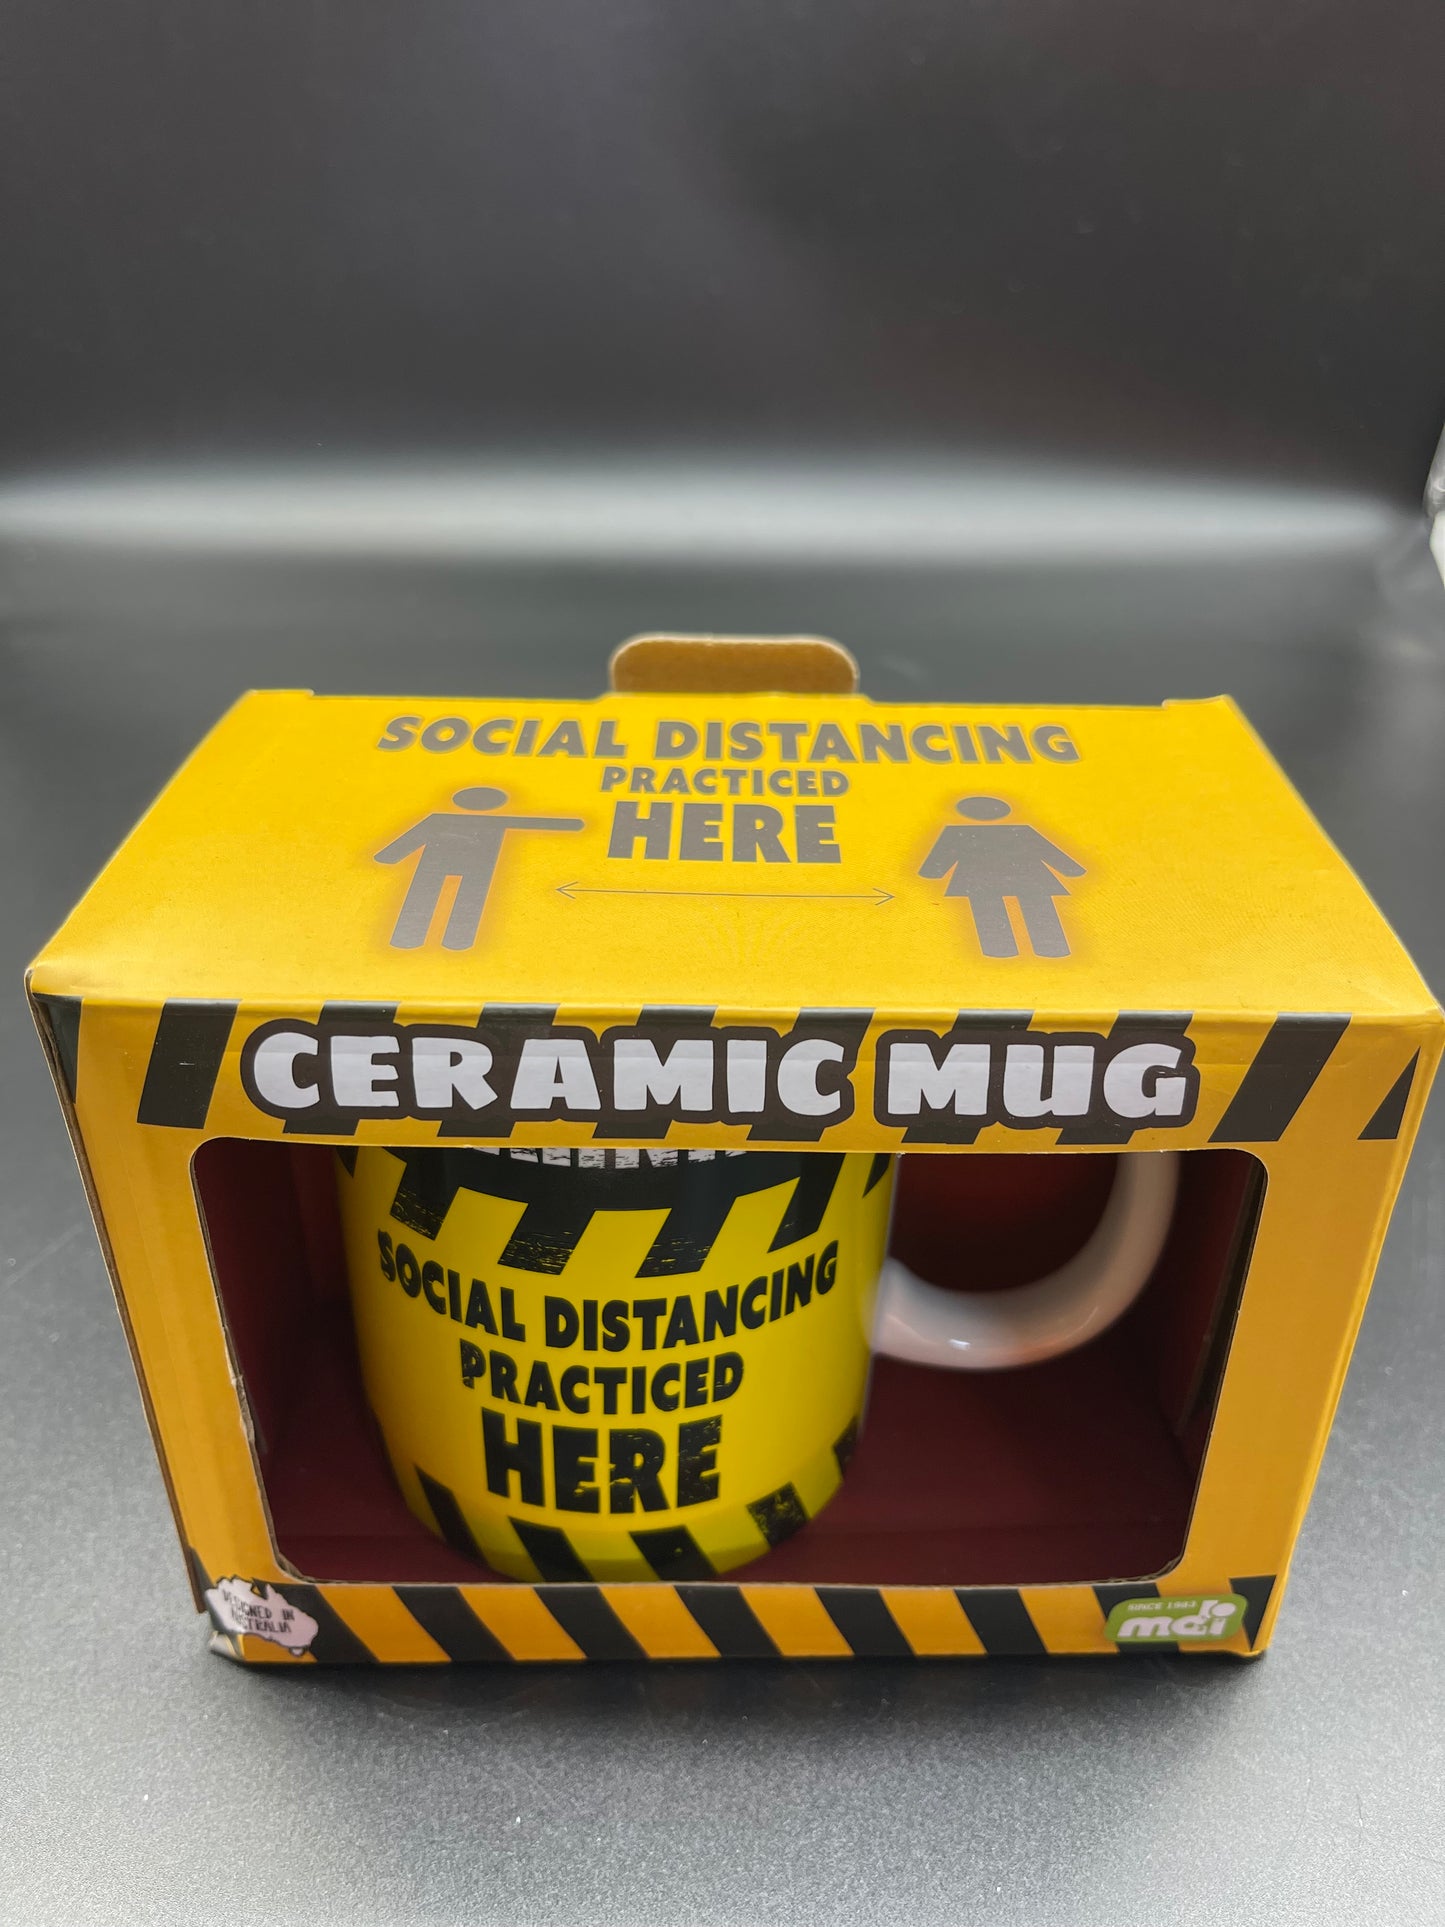 SOCIAL DISTANCING
PRACTICED
HERE
CERAMIC MUG
SOCIAL DISTANCING
PRACTICED
HERE
DESIGNED IN
AUSTRALIA
SINCE 1983
mdi